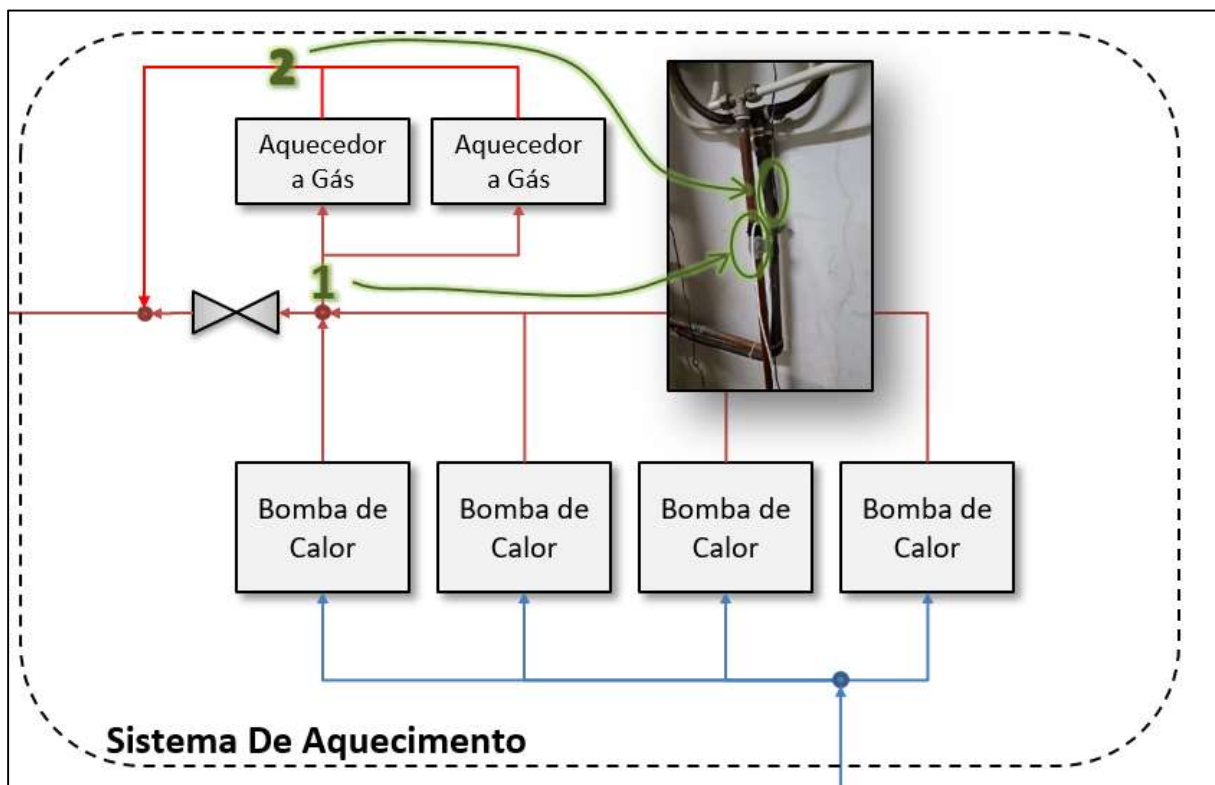 2
Aquecedor
a Gás
Aquecedor
a Gás
1
Bomba de
Calor
Bomba de
Calor
Bomba de
Calor
Bomba de
Calor
Sistema De Aquecimento